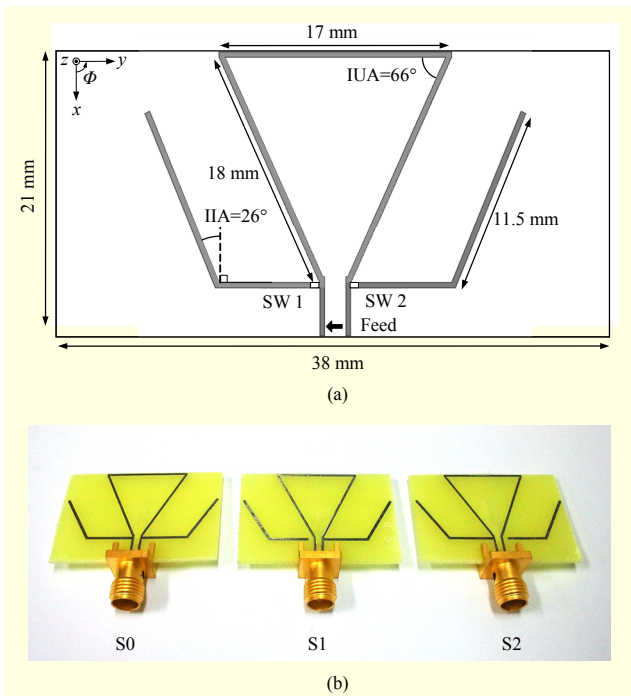 17 mm
z y
Φ
x
IUA=66°
21 mm
18 mm
11.5 mm
IIA=26°
SW 1 SW 2
Feed
38 mm
(a)
S0 S1 S2
(b)